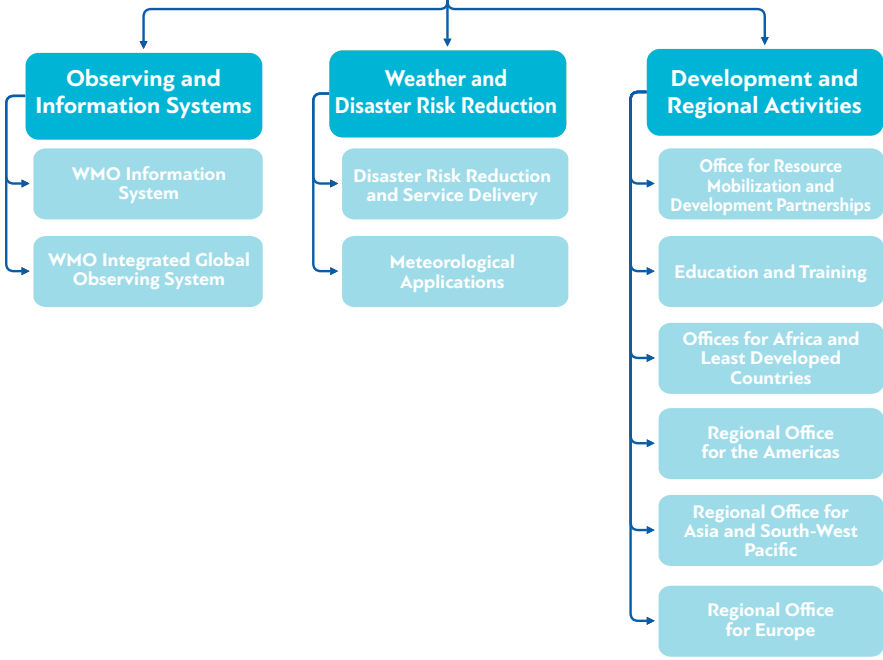 Observing and
Information Systems
WMO Information
System
WMO Integrated Global
Observing System
Weather and
Disaster Risk Reduction
Disaster Risk Reduction
and Service Delivery
Meteorological
Applications
Development and
Regional Activities
Office for Resource
Mobilization and
Development Partnerships
Education and Training
Offices for Africa and
Least Developed
Countries
Regional Office
for the Americas
Regional Office for
Asia and South-West
Pacific
Regional Office
for Europe